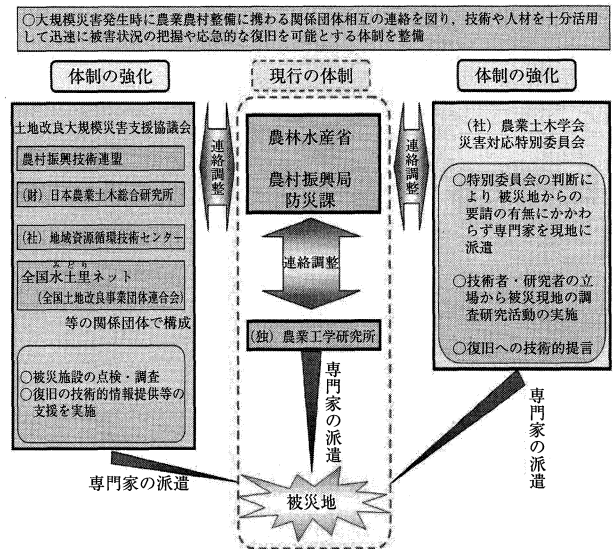 ○大規模災害発生時に農業農村整備に携わる関係団体相互の連絡を図り，技術や人材を十分活用
して迅速に被害状況の把握や応急的な復旧を可能とする体制を整備
体制の強化
土地改良大規模災害支援協議会
農村振興技術連盟
(財)日本農業土木総合研究所
(社)地域資源循環技術センター
みどり
全国水土里ネット
(全国土地改良事業団体連合会)
等の関係団体で構成
○被災施設の点検・調査
○復旧の技術的情報提供等の
支援を実施
専門家の派遣
連絡調整
現行の体制
農林水産省
農村振興局
防災課
連絡調整
(独)農業工学研究所
専門家の派遣
被災地
連絡調整
体制の強化
(社)農業土木学会
災害対応特別委員会
○特別委員会の判断に
より 被災地からの
要請の有無にかかわ
らず専門家を現地に
派遣
○技術者・研究者の立
場から被災現地の調
査研究活動の実施
○復旧への技術的提言
専門家の派遣